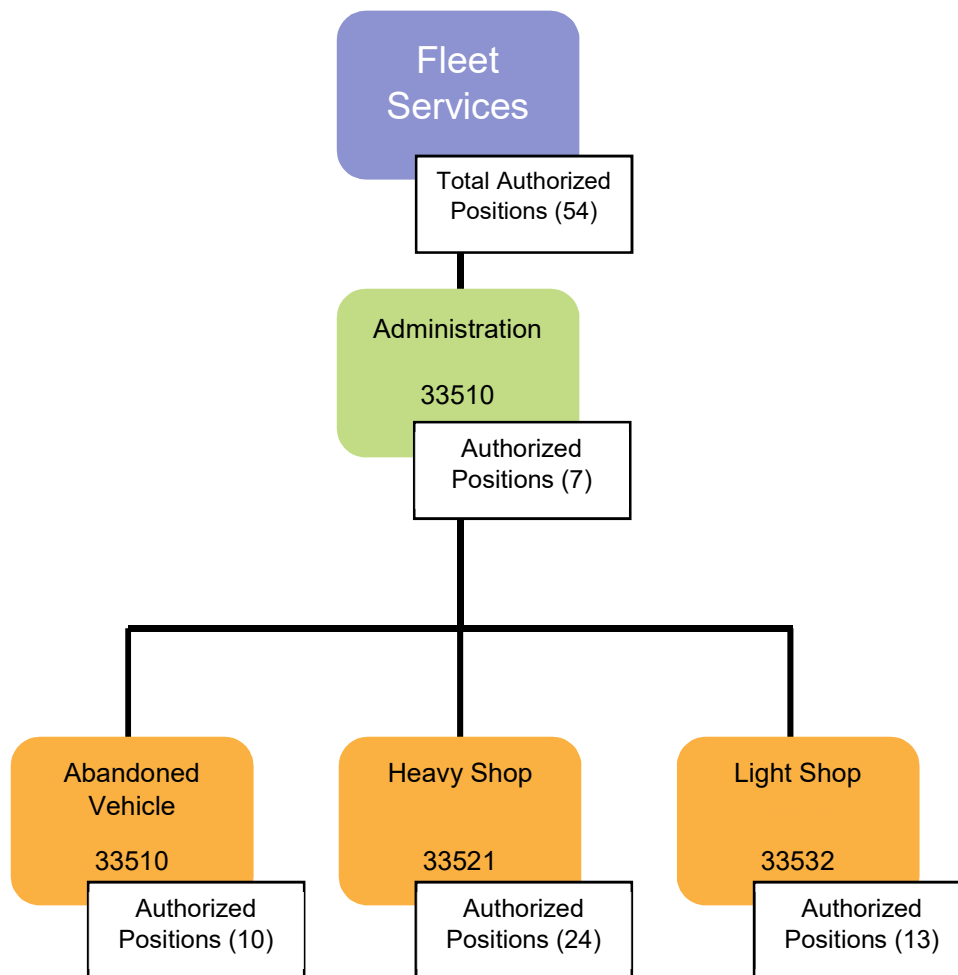 Fleet
Services
Total Authorized
Positions (54)
Administration
33510
Authorized
Positions (7)
Abandoned
Vehicle
33510
Authorized
Positions (10)
Heavy Shop
33521
Authorized
Positions (24)
Light Shop
33532
Authorized
Positions (13)